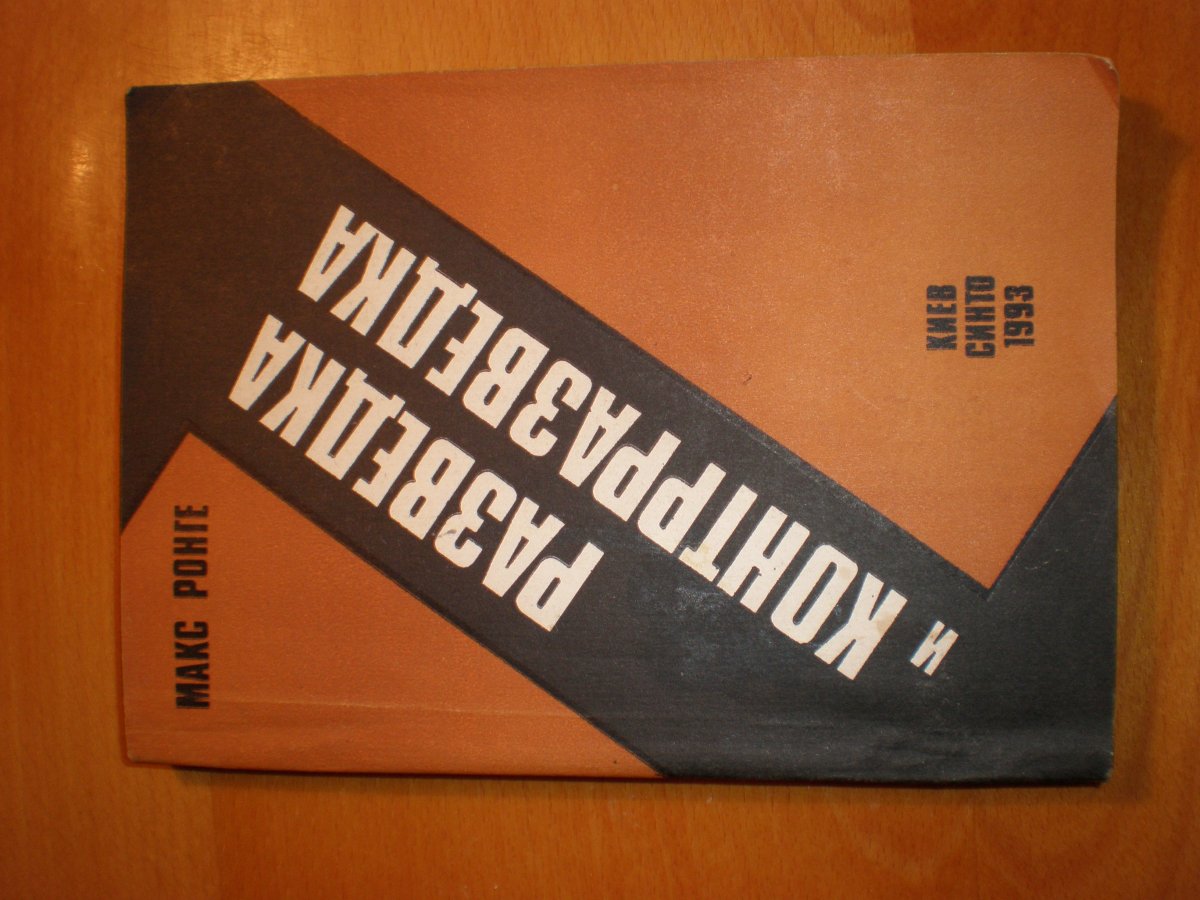 МАКС РОНГЕ
РАЗВЕДКА
и КОНТРРАЗВЕДКА
КИЕВ
СИНТО
1993